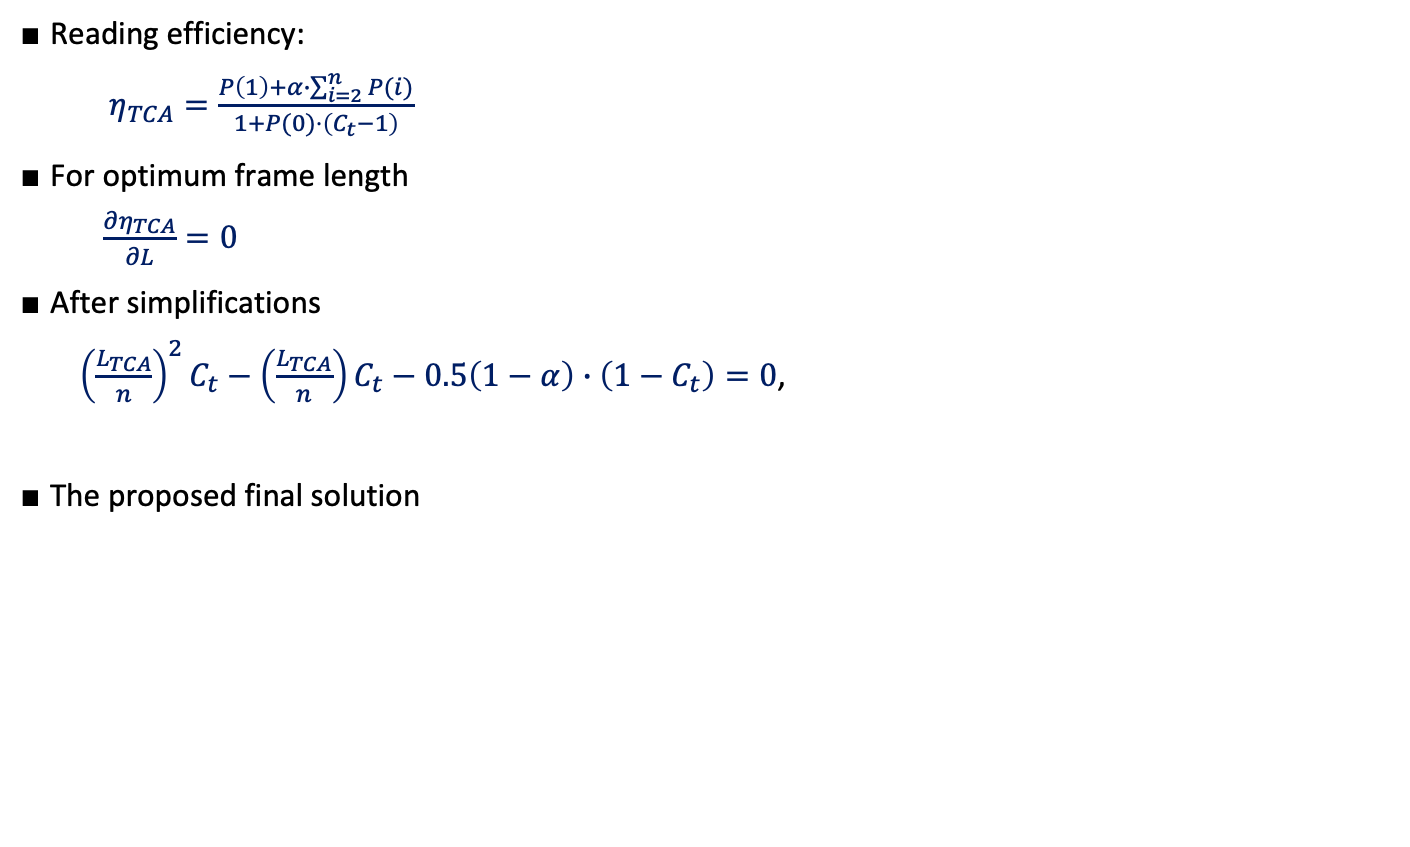 ■ Reading efficiency:
η_TCA = (P(1)+α·∑_{i=2}^{n} P(i)) / (1+P(0)·(C_t−1))
■ For optimum frame length
∂η_TCA / ∂L = 0
■ After simplifications
(L_TCA / n)² C_t − (L_TCA / n) C_t − 0.5(1 − α) · (1 − C_t) = 0,
■ The proposed final solution